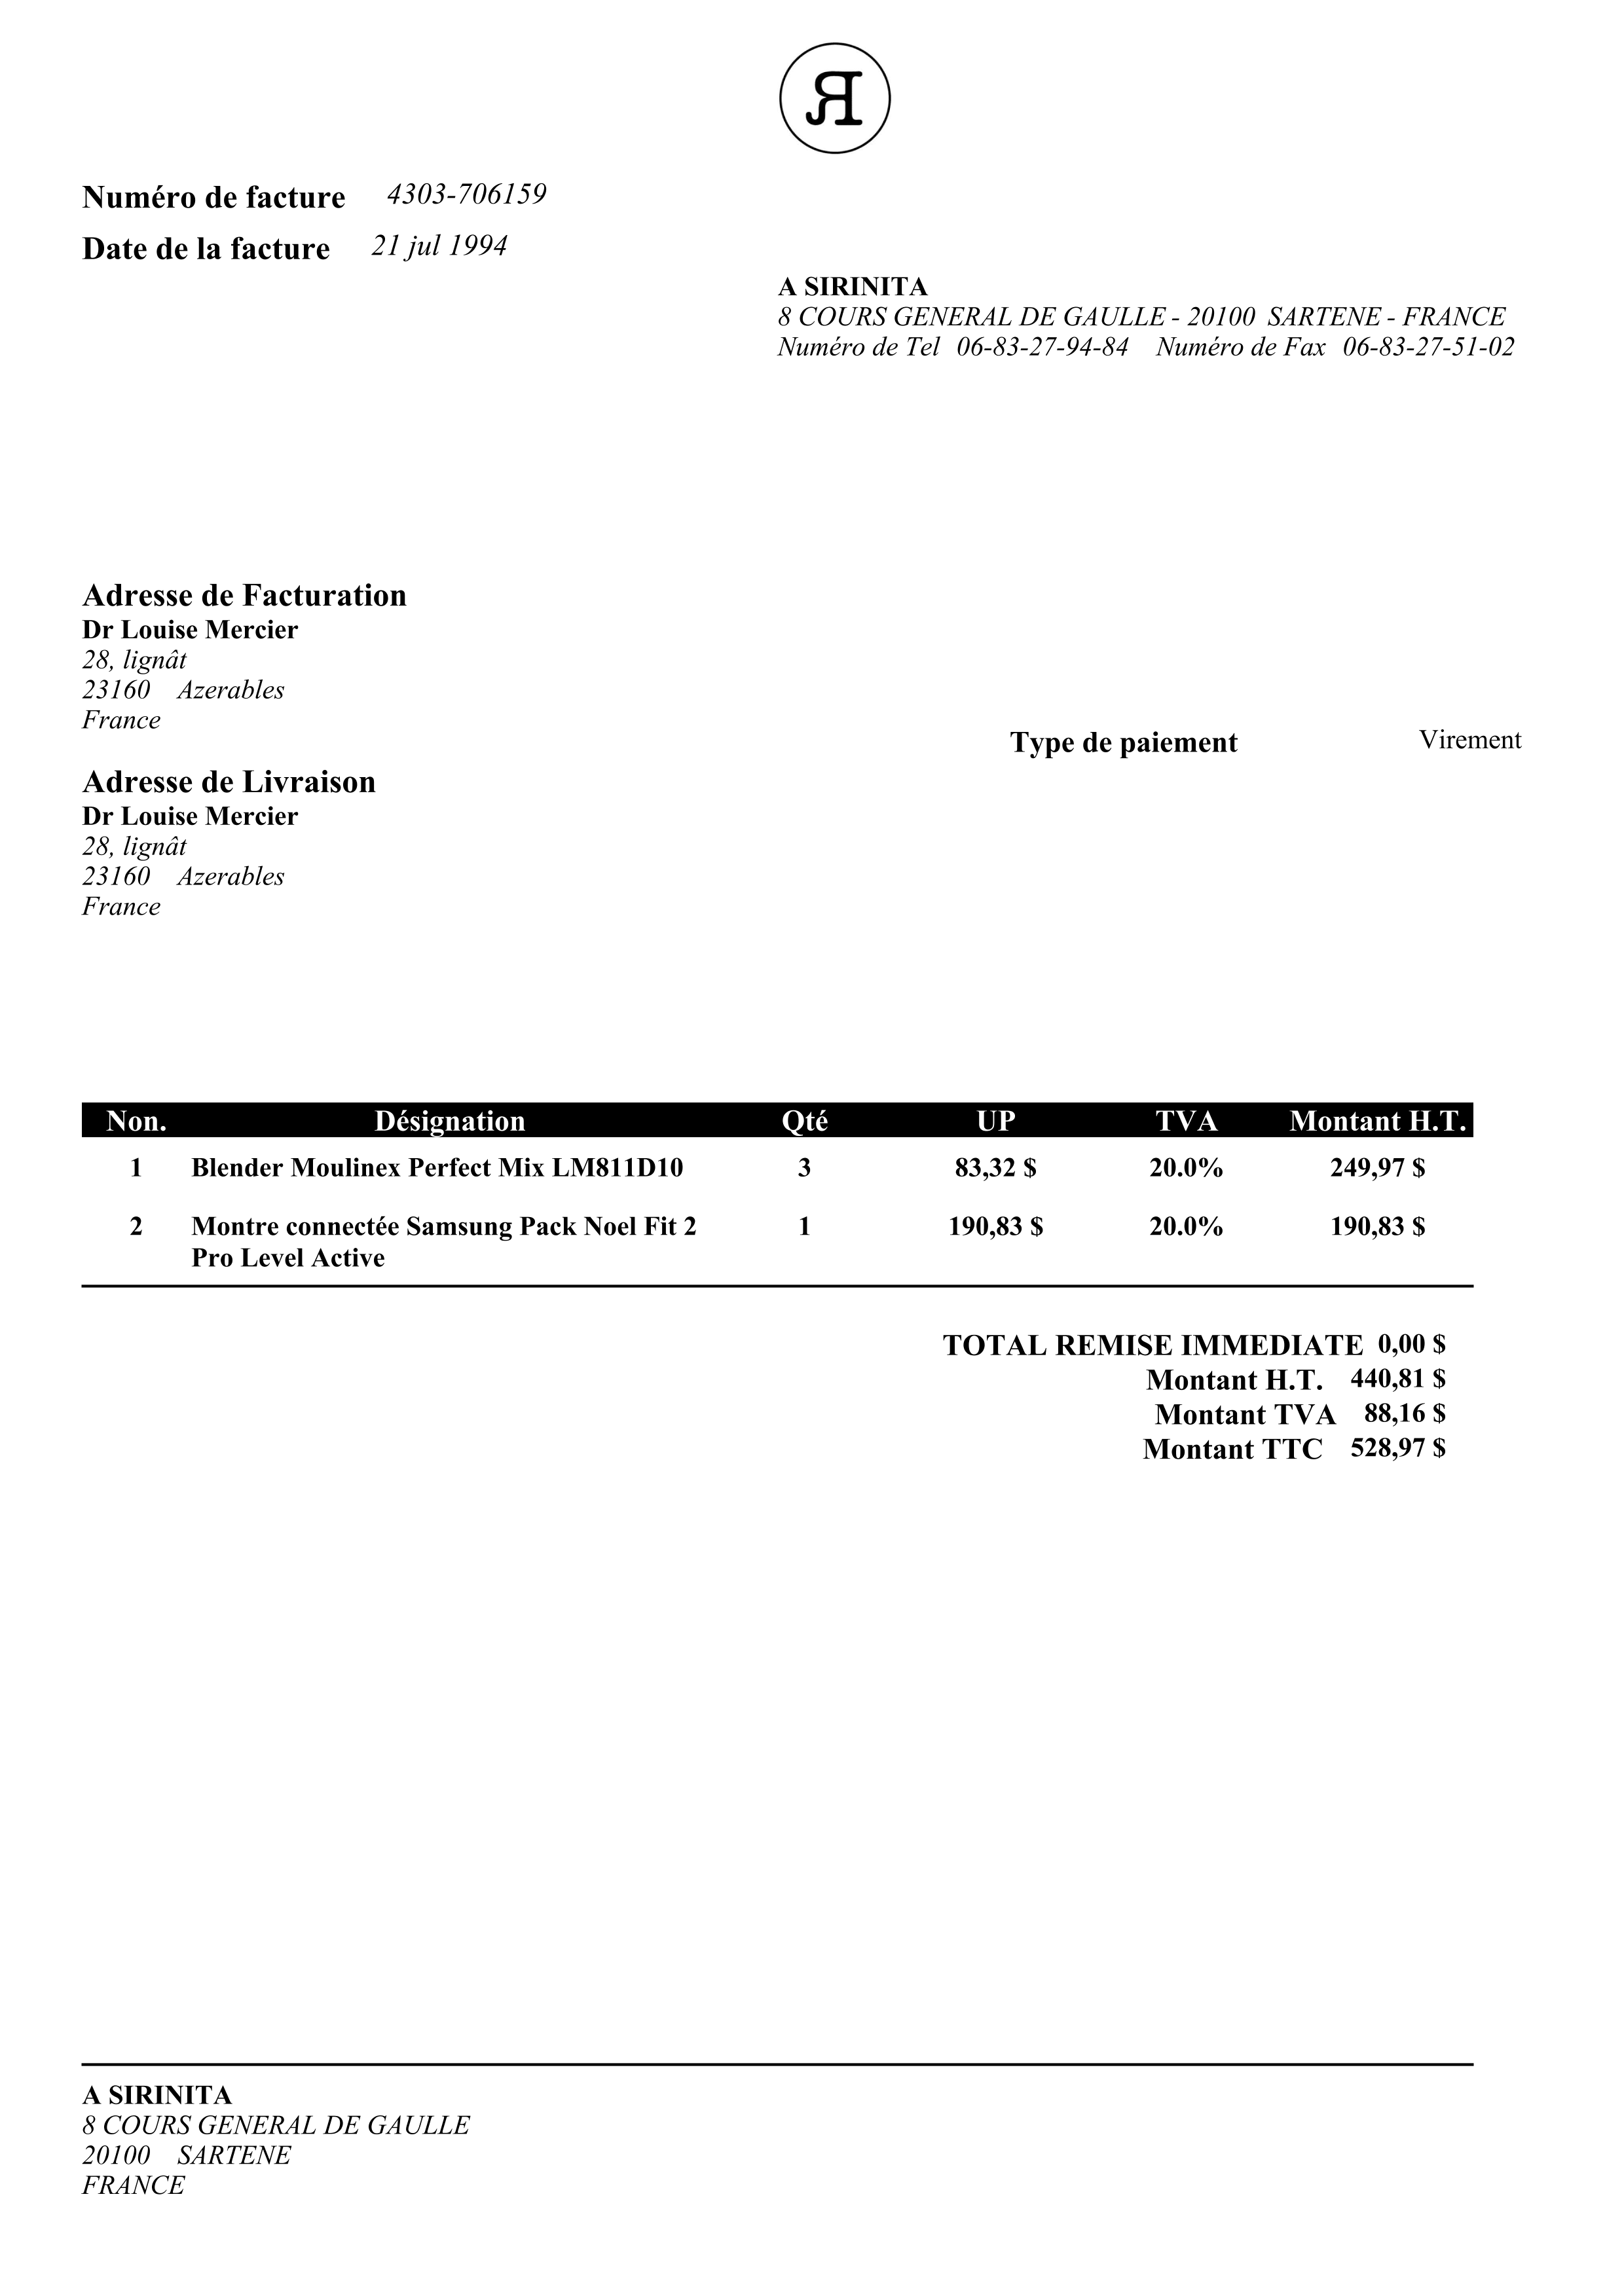 Я
Numéro de facture 4303-706159
Date de la facture 21 jul 1994
A SIRINITA
8 COURS GENERAL DE GAULLE - 20100 SARTENE - FRANCE
Numéro de Tel 06-83-27-94-84 Numéro de Fax 06-83-27-51-02
Adresse de Facturation
Dr Louise Mercier
28, lignât
23160 Azerables
France
Type de paiement Virement
Adresse de Livraison
Dr Louise Mercier
28, lignât
23160 Azerables
France
Non. Désignation Qté UP TVA Montant H.T.
1 Blender Moulinex Perfect Mix LM811D10 3 83,32 $ 20.0% 249,97 $
2 Montre connectée Samsung Pack Noel Fit 2 1 190,83 $ 20.0% 190,83 $
Pro Level Active
TOTAL REMISE IMMEDIATE 0,00 $
Montant H.T. 440,81 $
Montant TVA 88,16 $
Montant TTC 528,97 $
A SIRINITA
8 COURS GENERAL DE GAULLE
20100 SARTENE
FRANCE